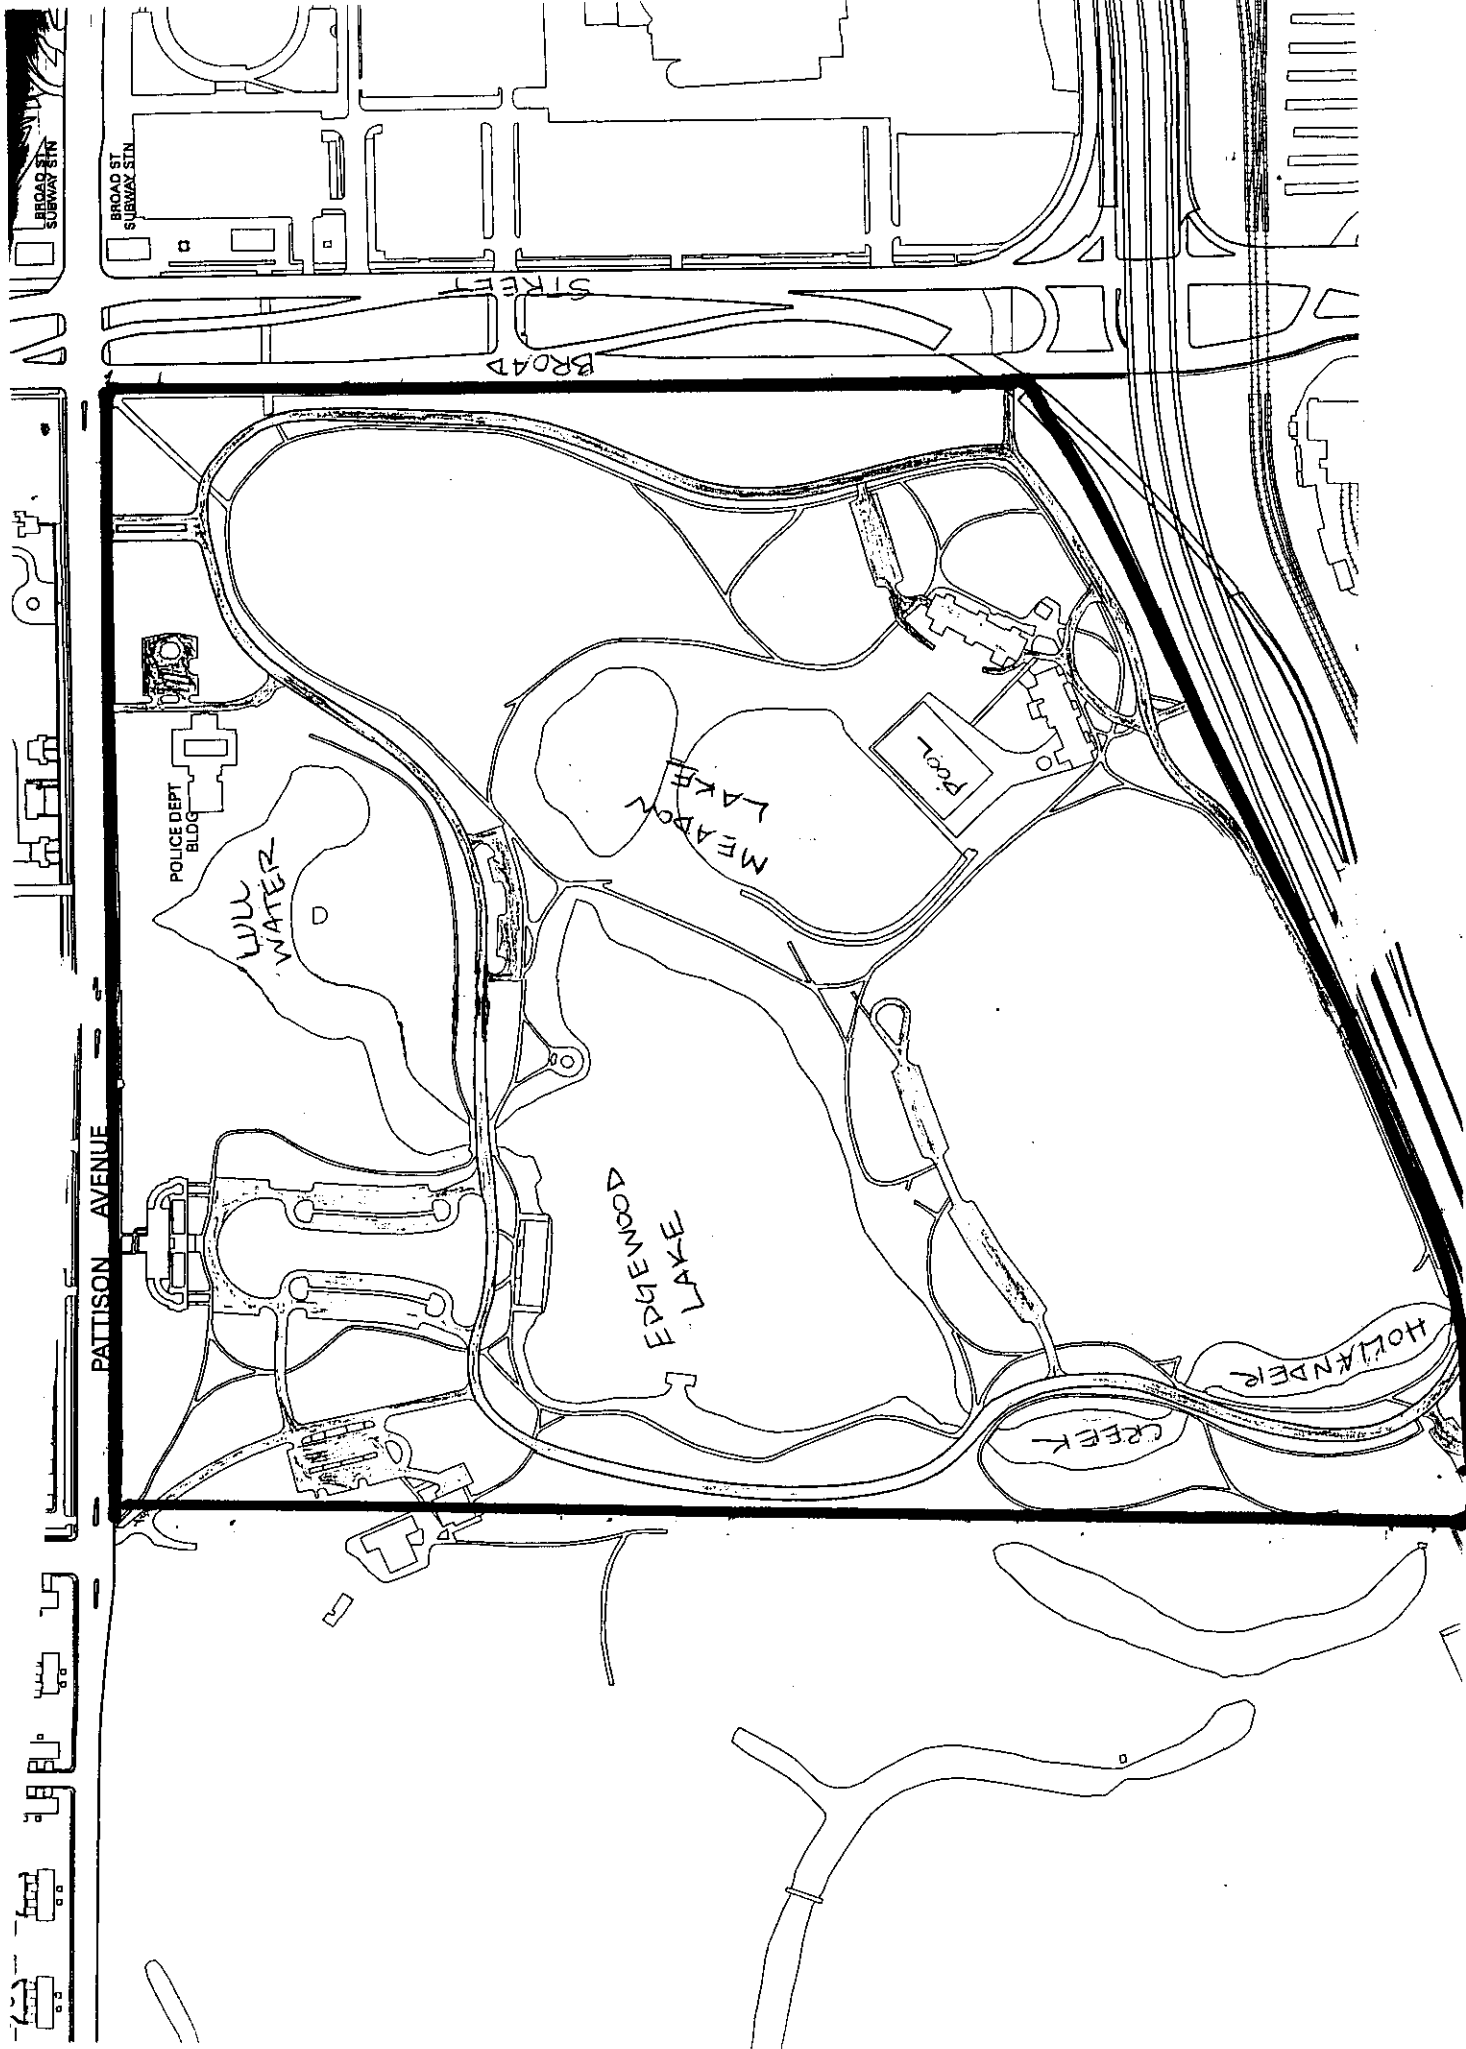 BROAD ST
SUBWAY STN
BROAD ST
SUBWAY STN
BROAD
STREET
POLICE DEPT
BLDG
LULL
WATER
MEADOW
LAKE
POOL
PATTISON AVENUE
EDGEWOOD
LAKE
HOLLANDER
CREEK